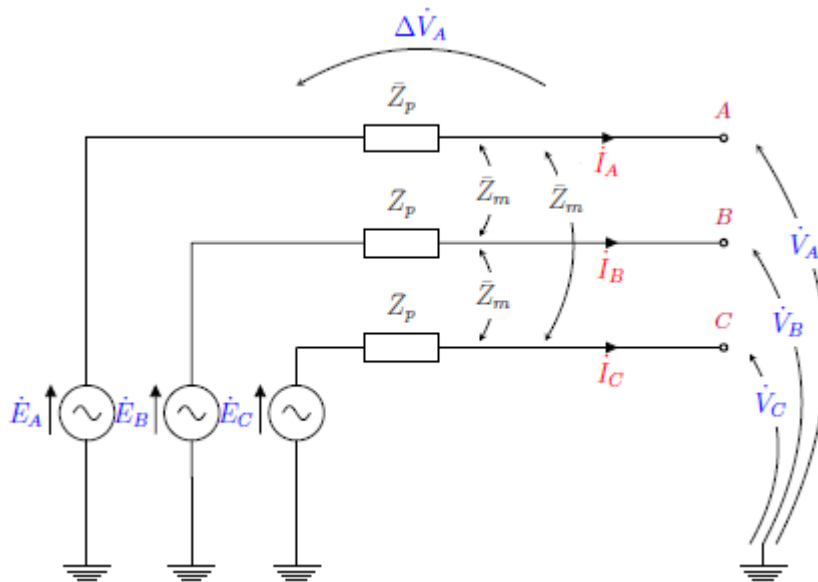 ΔV̇_A
Z̄_p
A
İ_A
Z̄_m
Z̄_m
Z_p
B
V̇_A
İ_B
Z̄_m
Z_p
V̇_B
C
İ_C
V̇_C
Ė_A
Ė_B
Ė_C